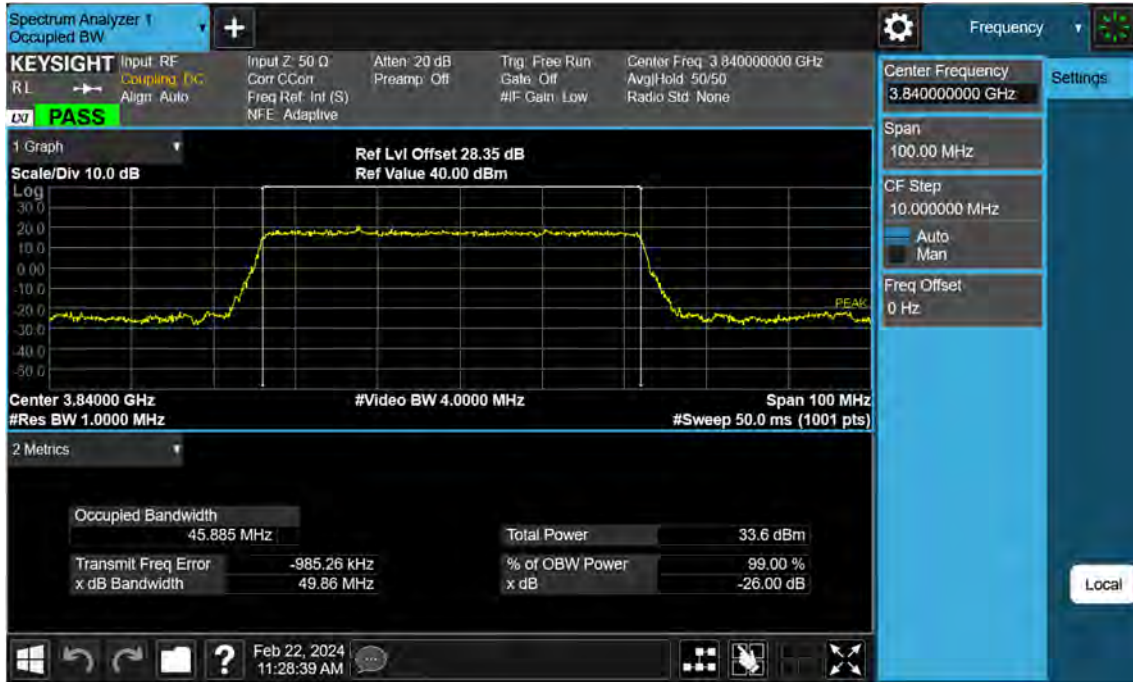 Spectrum Analyzer 1
Occupied BW
+
Frequency
KEYSIGHT
RL
LXI
PASS
Input: RF
Coupling: DC
Align: Auto
Input Z: 50 Ω
Corr CCorr
Freq Ref: Int (S)
NFE: Adaptive
Atten: 20 dB
Preamp: Off
Trig: Free Run
Gate: Off
#IF Gain: Low
Center Freq: 3.840000000 GHz
Avg|Hold: 50/50
Radio Std: None
Center Frequency
3.840000000 GHz
Settings
Span
100.00 MHz
CF Step
10.000000 MHz
Auto
Man
Freq Offset
0 Hz
Local
1 Graph
Scale/Div 10.0 dB
Ref Lvl Offset 28.35 dB
Ref Value 40.00 dBm
Log
30.0
20.0
10.0
0.00
-10.0
-20.0
-30.0
-40.0
-50.0
PEAK
Center 3.84000 GHz
#Video BW 4.0000 MHz
Span 100 MHz
#Res BW 1.0000 MHz
#Sweep 50.0 ms (1001 pts)
2 Metrics
Occupied Bandwidth
45.885 MHz
Total Power 33.6 dBm
Transmit Freq Error -985.26 kHz
% of OBW Power 99.00 %
x dB Bandwidth 49.86 MHz
x dB -26.00 dB
?
Feb 22, 2024
11:28:39 AM